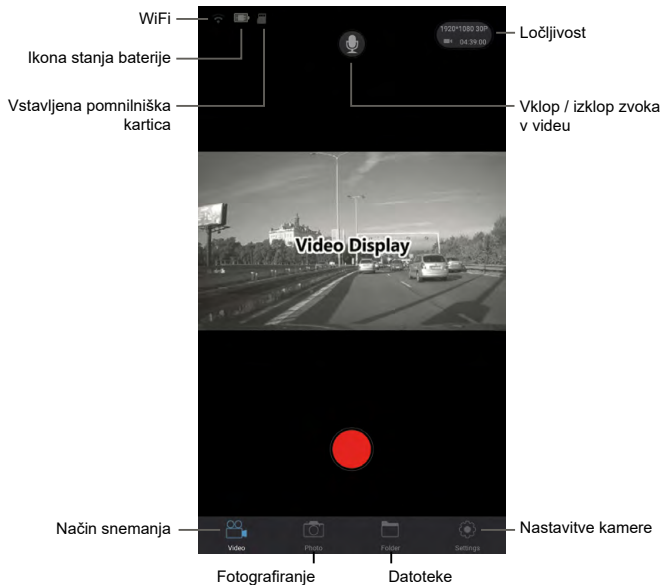 WiFi
Ikona stanja baterije
Vstavljena pomnilniška
kartica
1920*1080 30P
04:39:00
Ločljivost
Vklop / izklop zvoka
v videu
Video Display
Način snemanja
Video
Photo
Folder
Settings
Nastavitve kamere
Fotografiranje
Datoteke